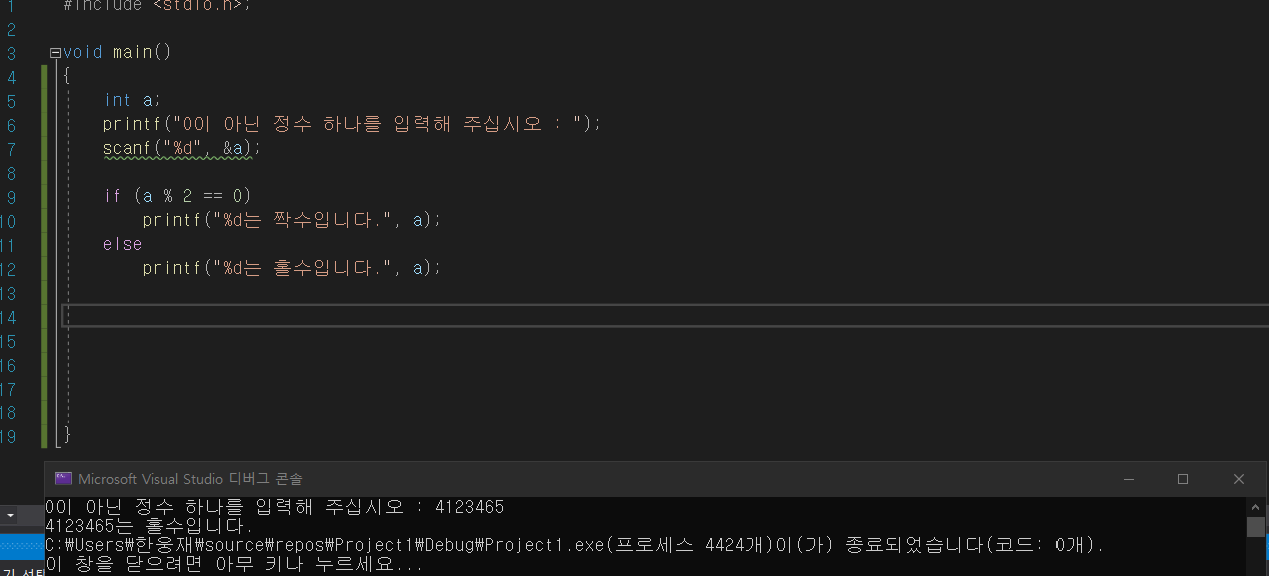 1 #include <stdio.h>;
2
3 void main()
4 {
5 int a;
6 printf("0이 아닌 정수 하나를 입력해 주십시오 : ");
7 scanf("%d", &a);
8
9 if (a % 2 == 0)
10 printf("%d는 짝수입니다.", a);
11 else
12 printf("%d는 홀수입니다.", a);
13
14
15
16
17
18
19 }
Microsoft Visual Studio 디버그 콘솔
0이 아닌 정수 하나를 입력해 주십시오 : 4123465
4123465는 홀수입니다.
C:\Users\한웅재\source\repos\Project1\Debug\Project1.exe(프로세스 4424개)이(가) 종료되었습니다(코드: 0개).
이 창을 닫으려면 아무 키나 누르세요...